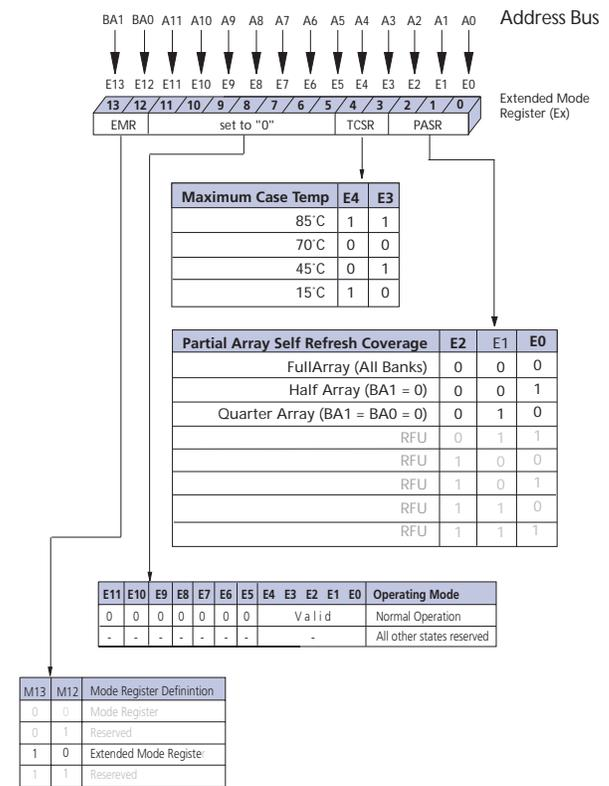 BA1 BA0 A11 A10 A9 A8 A7 A6 A5 A4 A3 A2 A1 A0 Address Bus
E13 E12 E11 E10 E9 E8 E7 E6 E5 E4 E3 E2 E1 E0
13 12 11 10 9 8 7 6 5 4 3 2 1 0
Extended Mode
Register (Ex)
EMR set to "0" TCSR PASR
Maximum Case Temp E4 E3
85˚C 1 1
70˚C 0 0
45˚C 0 1
15˚C 1 0
Partial Array Self Refresh Coverage E2 E1 E0
FullArray (All Banks) 0 0 0
Half Array (BA1 = 0) 0 0 1
Quarter Array (BA1 = BA0 = 0) 0 1 0
RFU 0 1 1
RFU 1 0 0
RFU 1 0 1
RFU 1 1 0
RFU 1 1 1
E11 E10 E9 E8 E7 E6 E5 E4 E3 E2 E1 E0 Operating Mode
0 0 0 0 0 0 0 Valid Normal Operation
- - - - - - - - All other states reserved
M13 M12 Mode Register Definintion
0 0 Mode Register
0 1 Reserved
1 0 Extended Mode Register
1 1 Resereved